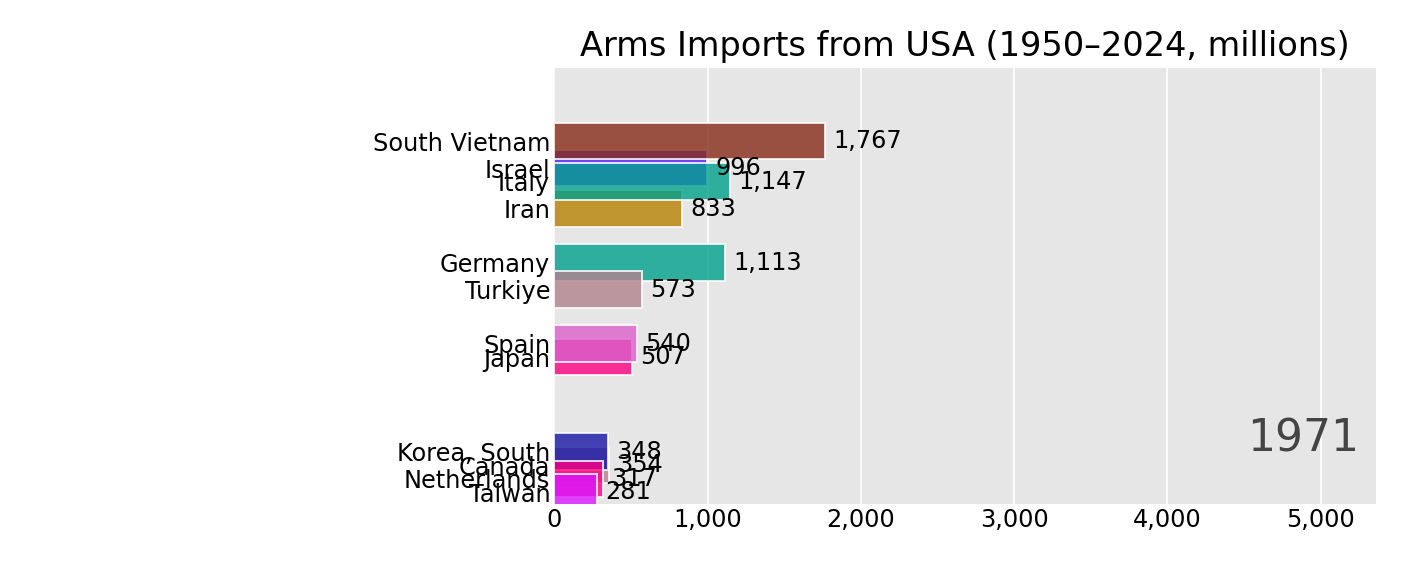 Arms Imports from USA (1950–2024, millions)
South Vietnam 1,767
Israel 996
Italy 1,147
Iran 833
Germany 1,113
Turkiye 573
Spain 540
Japan 507
Korea, South 348
Canada 354
Netherlands 317
Taiwan 281
1971
0 1,000 2,000 3,000 4,000 5,000